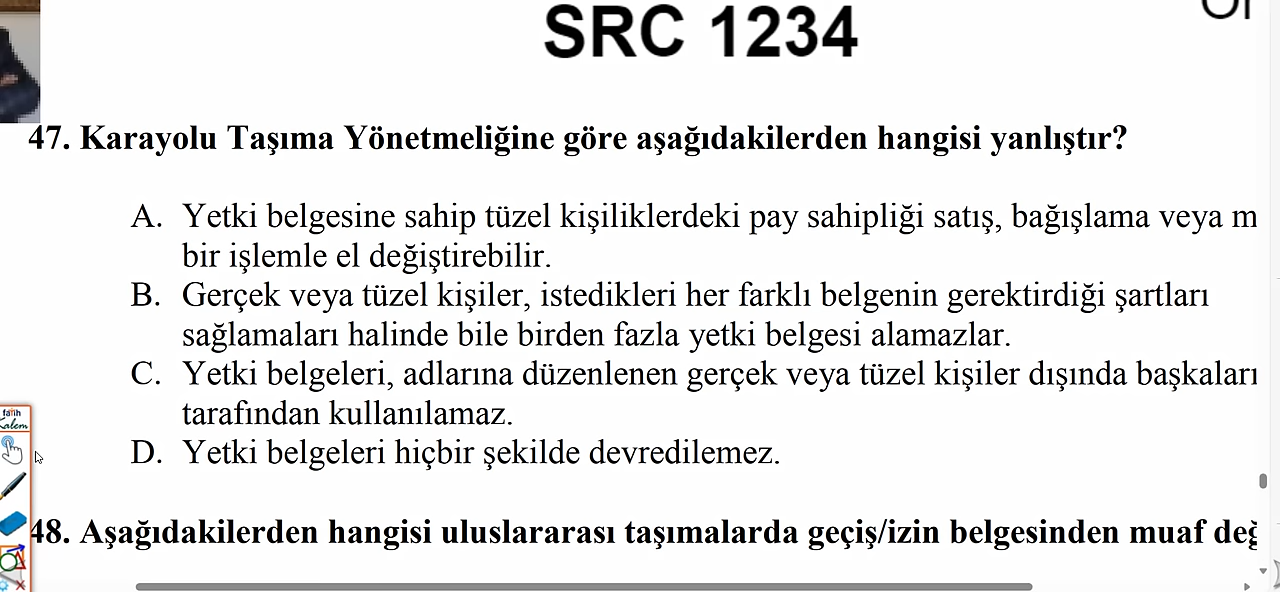 SRC 1234
47. Karayolu Taşıma Yönetmeliğine göre aşağıdakilerden hangisi yanlıştır?
A. Yetki belgesine sahip tüzel kişiliklerdeki pay sahipliği satış, bağışlama veya
bir işlemle el değiştirebilir.
B. Gerçek veya tüzel kişiler, istedikleri her farklı belgenin gerektirdiği şartları
sağlamaları halinde bile birden fazla yetki belgesi alamazlar.
C. Yetki belgeleri, adlarına düzenlenen gerçek veya tüzel kişiler dışında başkaları
tarafından kullanılamaz.
D. Yetki belgeleri hiçbir şekilde devredilemez.
fatih
Kalem
48. Aşağıdakilerden hangisi uluslararası taşımalarda geçiş/izin belgesinden muaf